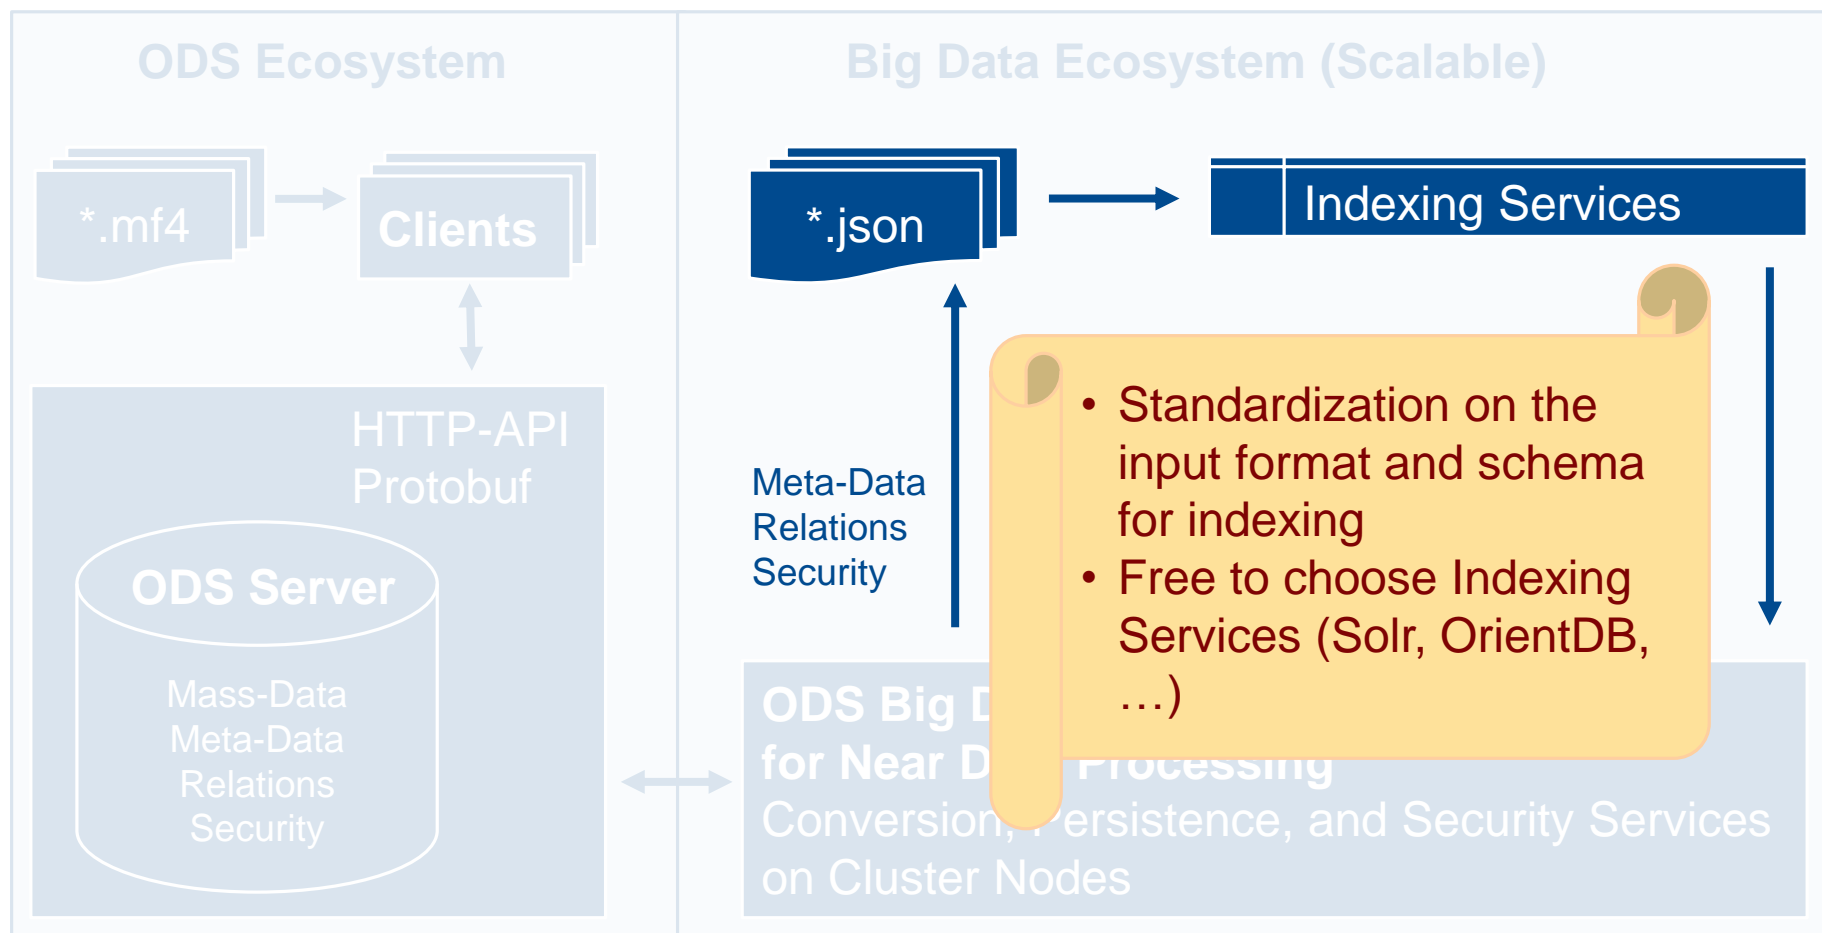 ODS Ecosystem
Big Data Ecosystem (Scalable)
*.mf4
Clients
*.json
Indexing Services
HTTP-API
Protobuf
ODS Server
Mass-Data
Meta-Data
Relations
Security
Meta-Data
Relations
Security
• Standardization on the
input format and schema
for indexing
• Free to choose Indexing
Services (Solr, OrientDB,
…)
ODS Big
for Near Processing
Conversion, Persistence, and Security Services
on Cluster Nodes